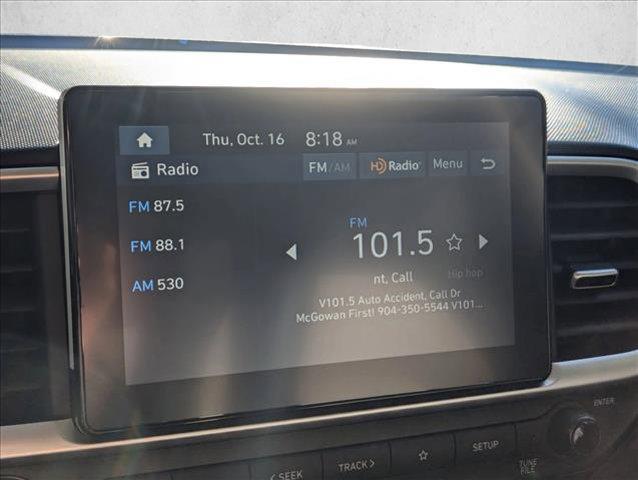 Thu, Oct. 16 8:18 AM
Radio FM/AM HD Radio Menu
FM 87.5
FM 88.1
AM 530
FM
101.5
nt, Call
Hip hop
V101.5 Auto Accident, Call Dr
McGowan First! 904-350-5544 V101...
ENTER
< SEEK TRACK > SETUP
TUNE
FILE